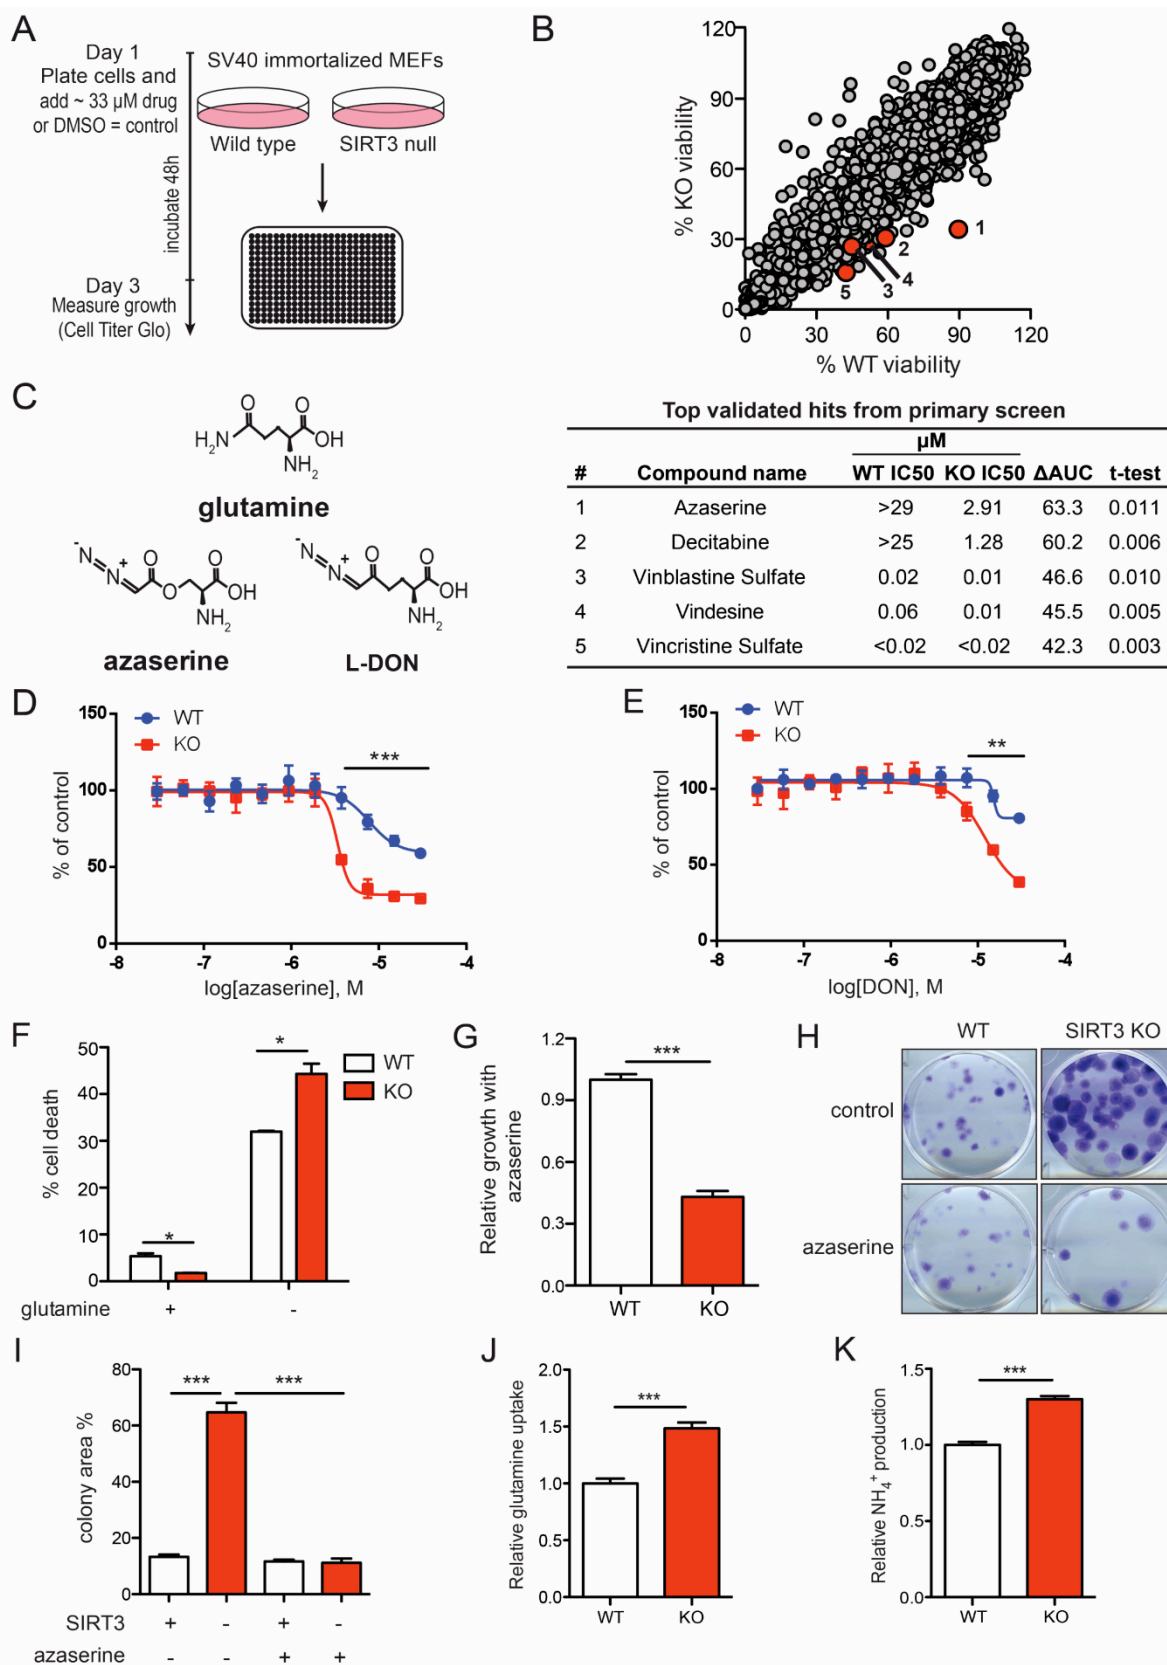 A
Day 1
Plate cells and
add ~ 33 µM drug
or DMSO = control
incubate 48h
Day 3
Measure growth
(Cell Titer Glo)
SV40 immortalized MEFs
Wild type
SIRT3 null
B
% KO viability
120
90
60
30
0
0 30 60 90 120
% WT viability
1
2
4
3
5
C
glutamine
O
H₂N
O
OH
NH₂
azaserine
N
-
N
+
O
O
O
OH
NH₂
L-DON
N
-
N
+
O
O
OH
NH₂
Top validated hits from primary screen
µM
# Compound name WT IC50 KO IC50 ΔAUC t-test
1 Azaserine >29 2.91 63.3 0.011
2 Decitabine >25 1.28 60.2 0.006
3 Vinblastine Sulfate 0.02 0.01 46.6 0.010
4 Vindesine 0.06 0.01 45.5 0.005
5 Vincristine Sulfate <0.02 <0.02 42.3 0.003
D
WT
KO
***
% of control
150
100
50
0
-8 -7 -6 -5 -4
log[azaserine], M
E
WT
KO
**
% of control
150
100
50
0
-8 -7 -6 -5 -4
log[DON], M
F
WT
KO
*
*
% cell death
50
40
30
20
10
0
glutamine + -
G
***
Relative growth with
azaserine
1.2
0.9
0.6
0.3
0.0
WT KO
H
WT SIRT3 KO
control
azaserine
I
*** ***
colony area %
80
60
40
20
0
SIRT3 + - + -
azaserine - - + +
J
***
Relative glutamine uptake
2.0
1.5
1.0
0.5
0.0
WT KO
K
***
Relative NH₄⁺ production
1.5
1.0
0.5
0.0
WT KO